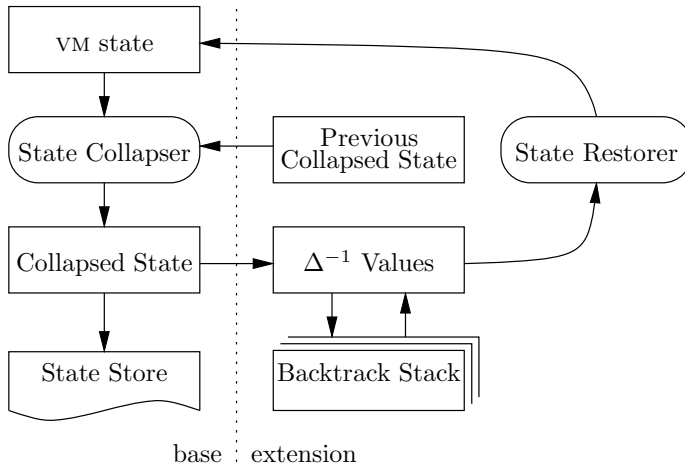 VM state
State Collapser
Previous
Collapsed State
State Restorer
Collapsed State
Δ⁻¹ Values
State Store
Backtrack Stack
base
extension